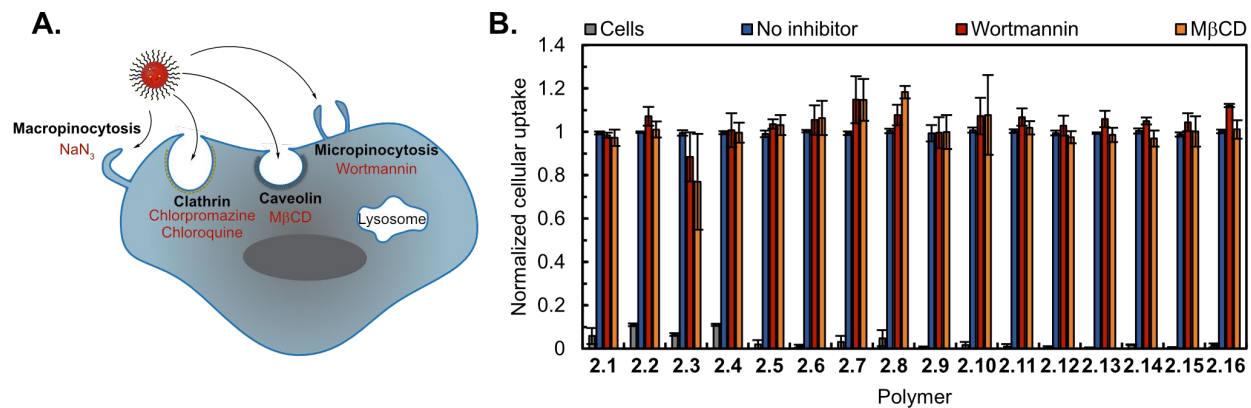 A.
Macropinocytosis
NaN3
Clathrin
Chlorpromazine
Chloroquine
Caveolin
MβCD
Micropinocytosis
Wortmannin
Lysosome
B.
Cells No inhibitor Wortmannin MβCD
Normalized cellular uptake
1.4
1.2
1
0.8
0.6
0.4
0.2
0
2.1 2.2 2.3 2.4 2.5 2.6 2.7 2.8 2.9 2.10 2.11 2.12 2.13 2.14 2.15 2.16
Polymer